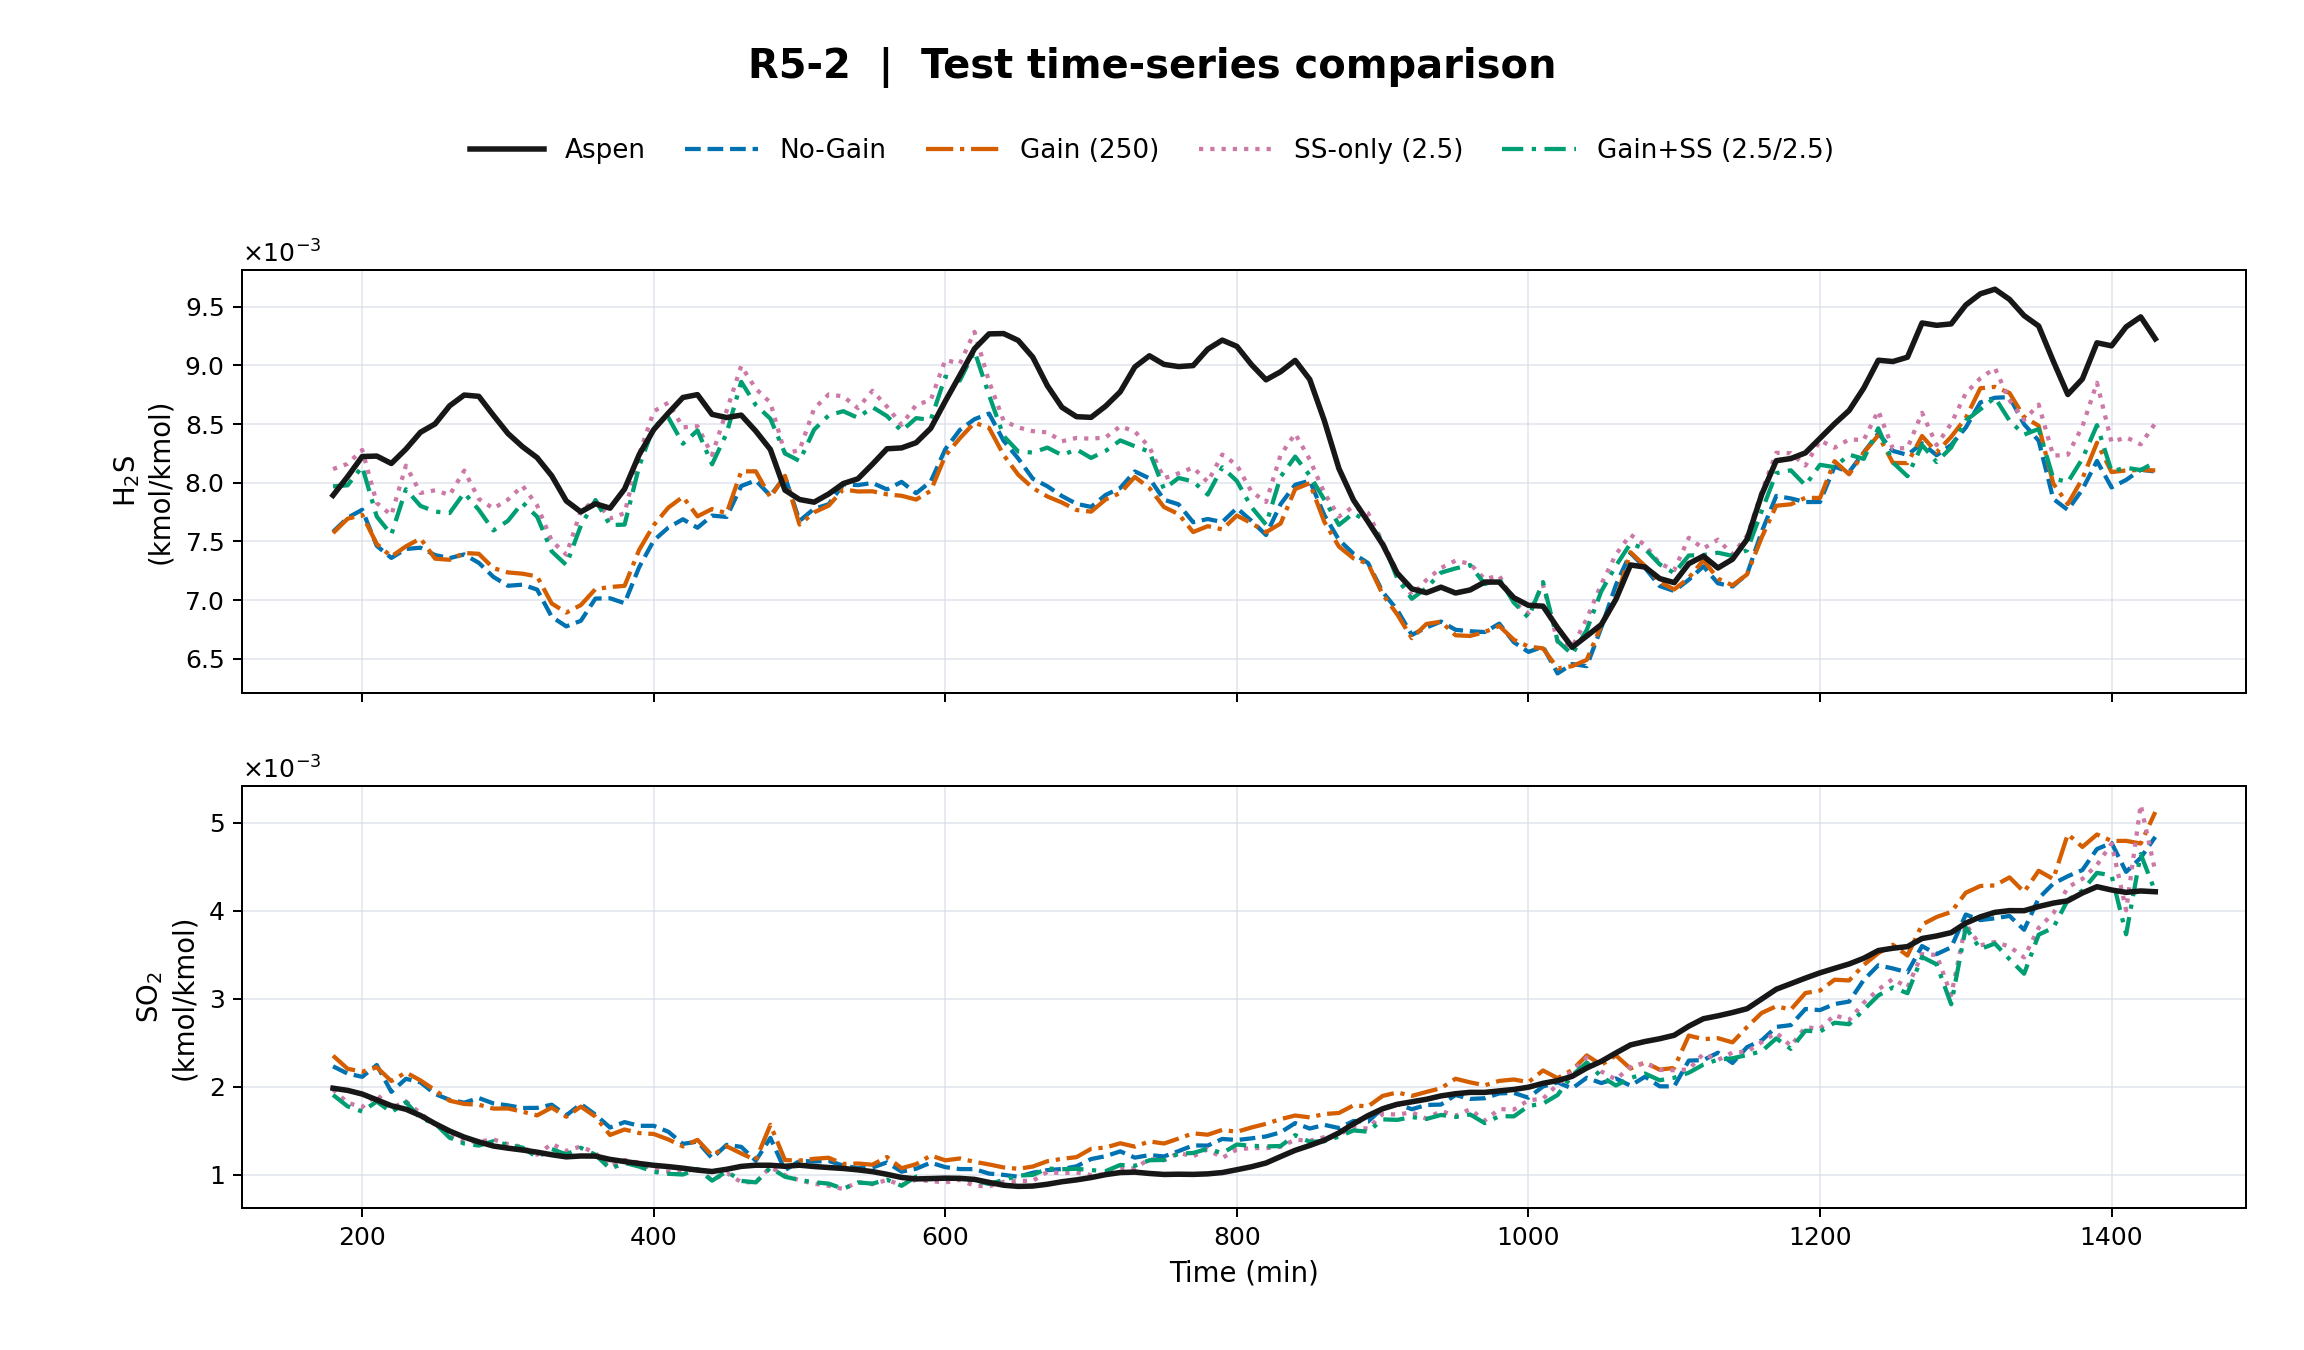 R5-2 | Test time-series comparison
Aspen No-Gain Gain (250) SS-only (2.5) Gain+SS (2.5/2.5)
×10⁻³
9.5
9.0
8.5
8.0
7.5
7.0
6.5
H₂S
(kmol/kmol)
×10⁻³
5
4
3
2
1
SO₂
(kmol/kmol)
200 400 600 800 1000 1200 1400
Time (min)